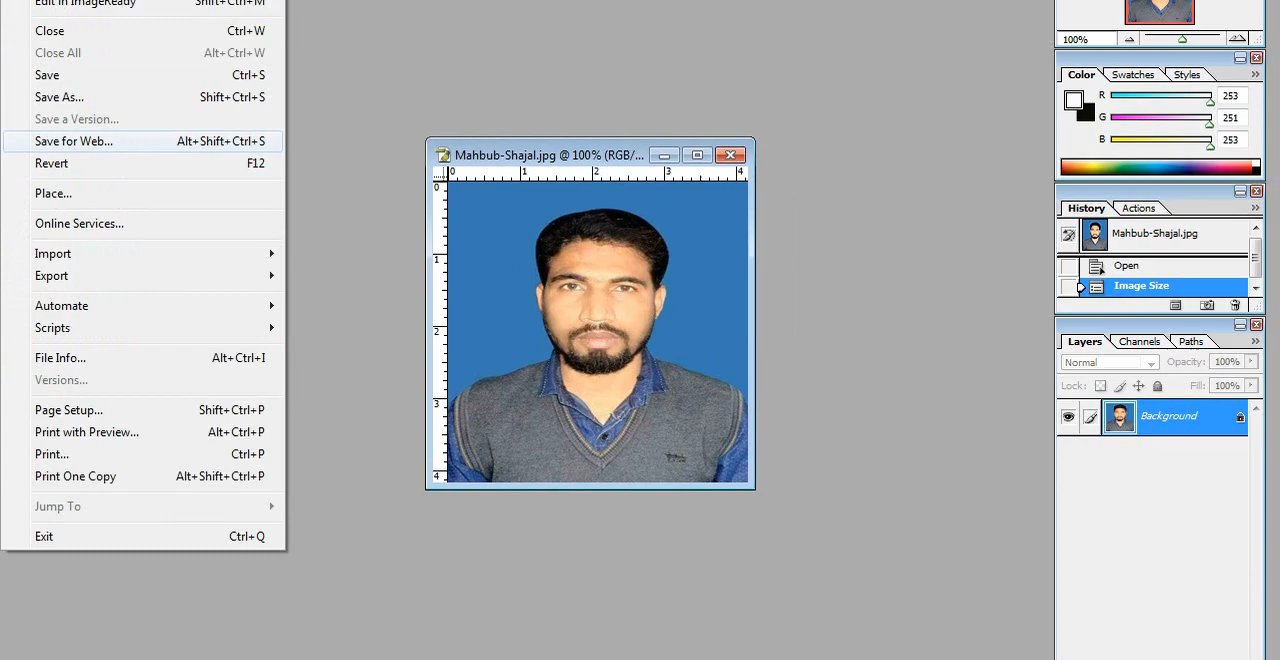 Edit in ImageReady Shift+Ctrl+M
Close Ctrl+W
Close All Alt+Ctrl+W
Save Ctrl+S
Save As... Shift+Ctrl+S
Save a Version...
Save for Web... Alt+Shift+Ctrl+S
Revert F12
Place...
Online Services...
Import
Export
Automate
Scripts
File Info... Alt+Ctrl+I
Versions...
Page Setup... Shift+Ctrl+P
Print with Preview... Alt+Ctrl+P
Print... Ctrl+P
Print One Copy Alt+Shift+Ctrl+P
Jump To
Exit Ctrl+Q
Mahbub-Shajal.jpg @ 100% (RGB/...
0 1 2 3 4
0
1
2
3
4
100%
Color Swatches Styles
R 253
G 251
B 253
History Actions
Mahbub-Shajal.jpg
Open
Image Size
Layers Channels Paths
Normal Opacity: 100%
Lock: Fill: 100%
Background